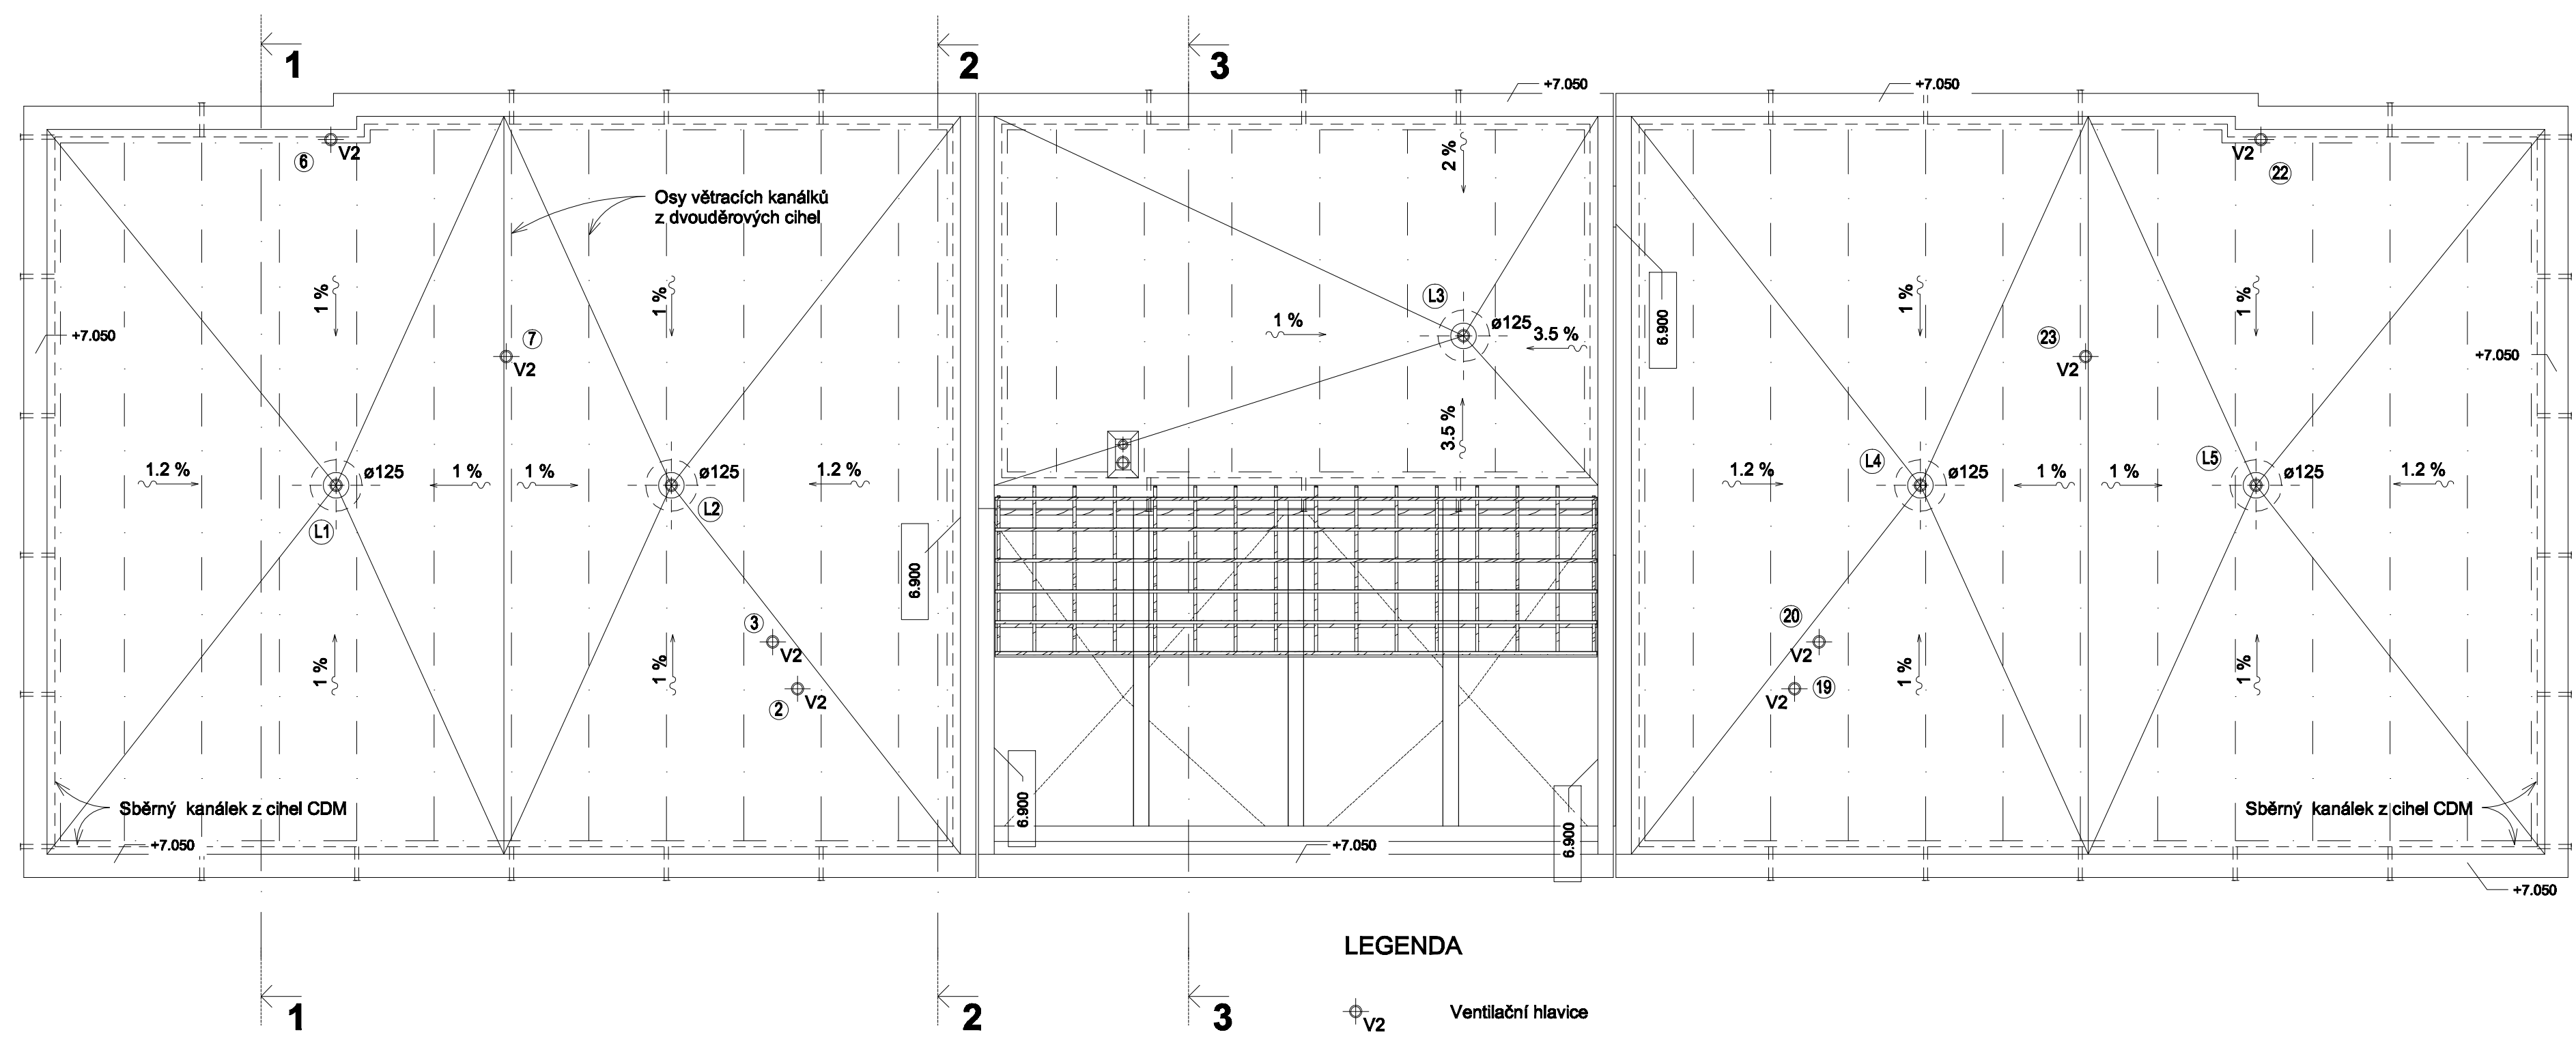 1
2
3
+7.050
+7.050
6
V2
V2
22
Osy větracích kanálků
z dvouděrových cihel
2 %
1 %
1 %
L3
ø125
1 %
3.5 %
6.900
1 %
1 %
+7.050
7
V2
23
V2
+7.050
3.5 %
1.2 %
ø125
1 %
1 %
ø125
1.2 %
L1
L2
1.2 %
L4
ø125
1 %
1 %
L5
ø125
1.2 %
6.900
3
V2
20
V2
1 %
1 %
2
V2
V2
19
1 %
1 %
Sběrný kanálek z cihel CDM
6.900
6.900
Sběrný kanálek z cihel CDM
+7.050
+7.050
+7.050
LEGENDA
1
2
3
V2
Ventilační hlavice